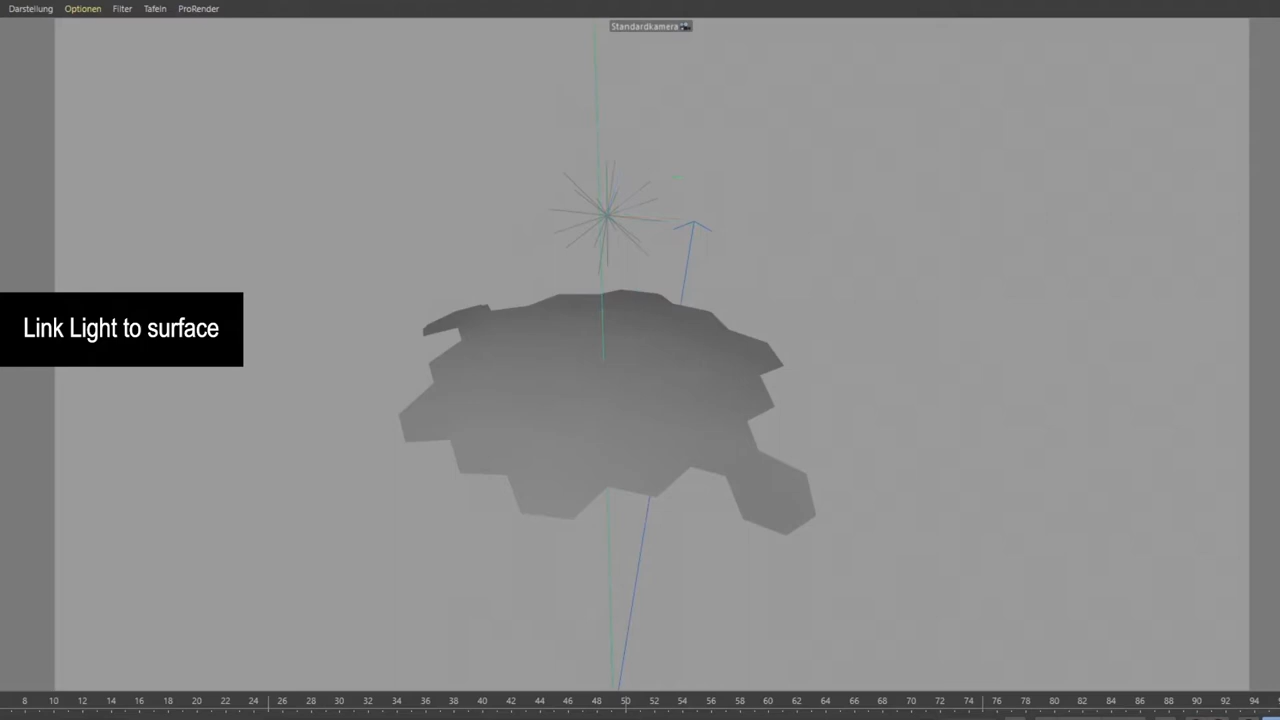 Darstellung Optionen Filter Tafeln ProRender
Standardkamera
Link Light to surface
8 10 12 14 16 18 20 22 24 26 28 30 32 34 36 38 40 42 44 46 48 50 52 54 56 58 60 62 64 66 68 70 72 74 76 78 80 82 84 86 88 90 92 94